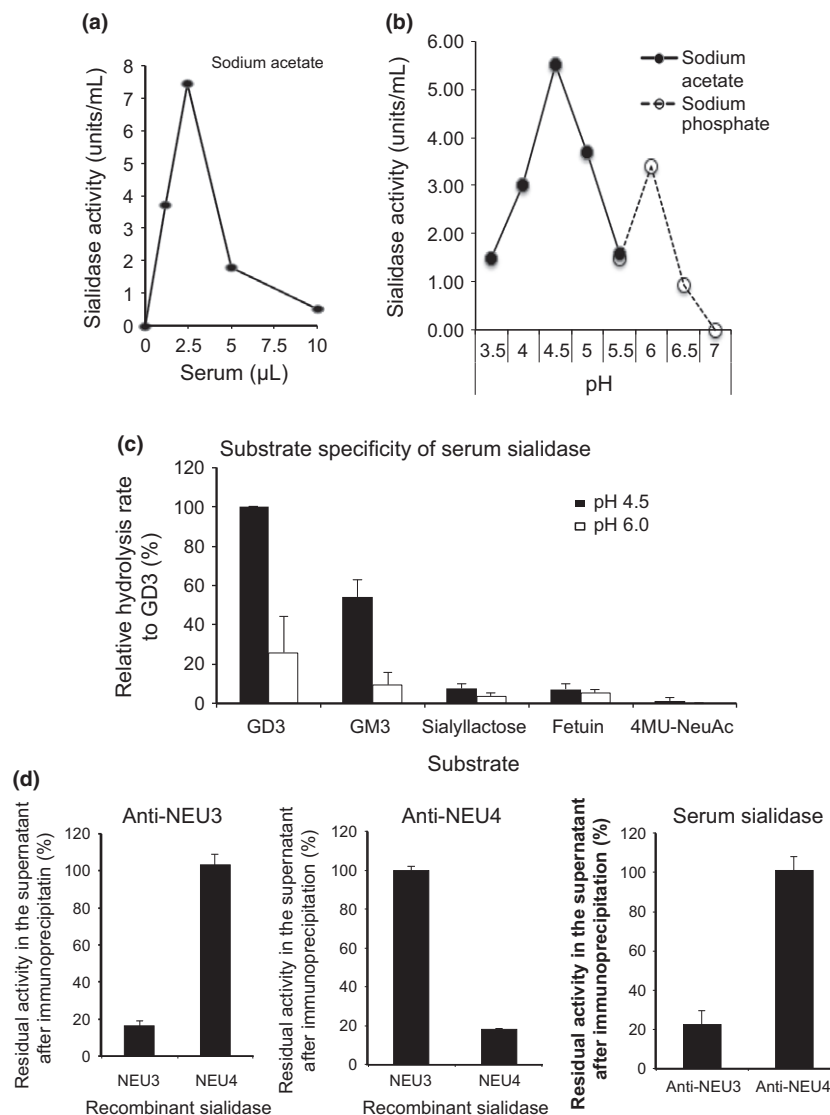 (a)
Sodium acetate
Sialidase activity (units/mL)
8
7
6
5
4
3
2
1
0
0 2.5 5 7.5 10
Serum (µL)
(b)
Sodium
acetate
Sodium
phosphate
Sialidase activity (units/mL)
6.00
5.00
4.00
3.00
2.00
1.00
0.00
3.5 4 4.5 5 5.5 6 6.5 7
pH
(c)
Substrate specificity of serum sialidase
pH 4.5
pH 6.0
Relative hydrolysis rate
to GD3 (%)
120
100
80
60
40
20
0
GD3 GM3 Sialyllactose Fetuin 4MU-NeuAc
Substrate
(d)
Anti-NEU3
Residual activity in the supernatant
after immunoprecipitatin (%)
120
100
80
60
40
20
0
NEU3 NEU4
Recombinant sialidase
Anti-NEU4
Residual activity in the supernatant
after immunoprecipitation (%)
120
100
80
60
40
20
0
NEU3 NEU4
Recombinant sialidase
Serum sialidase
Residual activity in the supernatant
after immunoprecipitation (%)
120
100
80
60
40
20
0
Anti-NEU3 Anti-NEU4